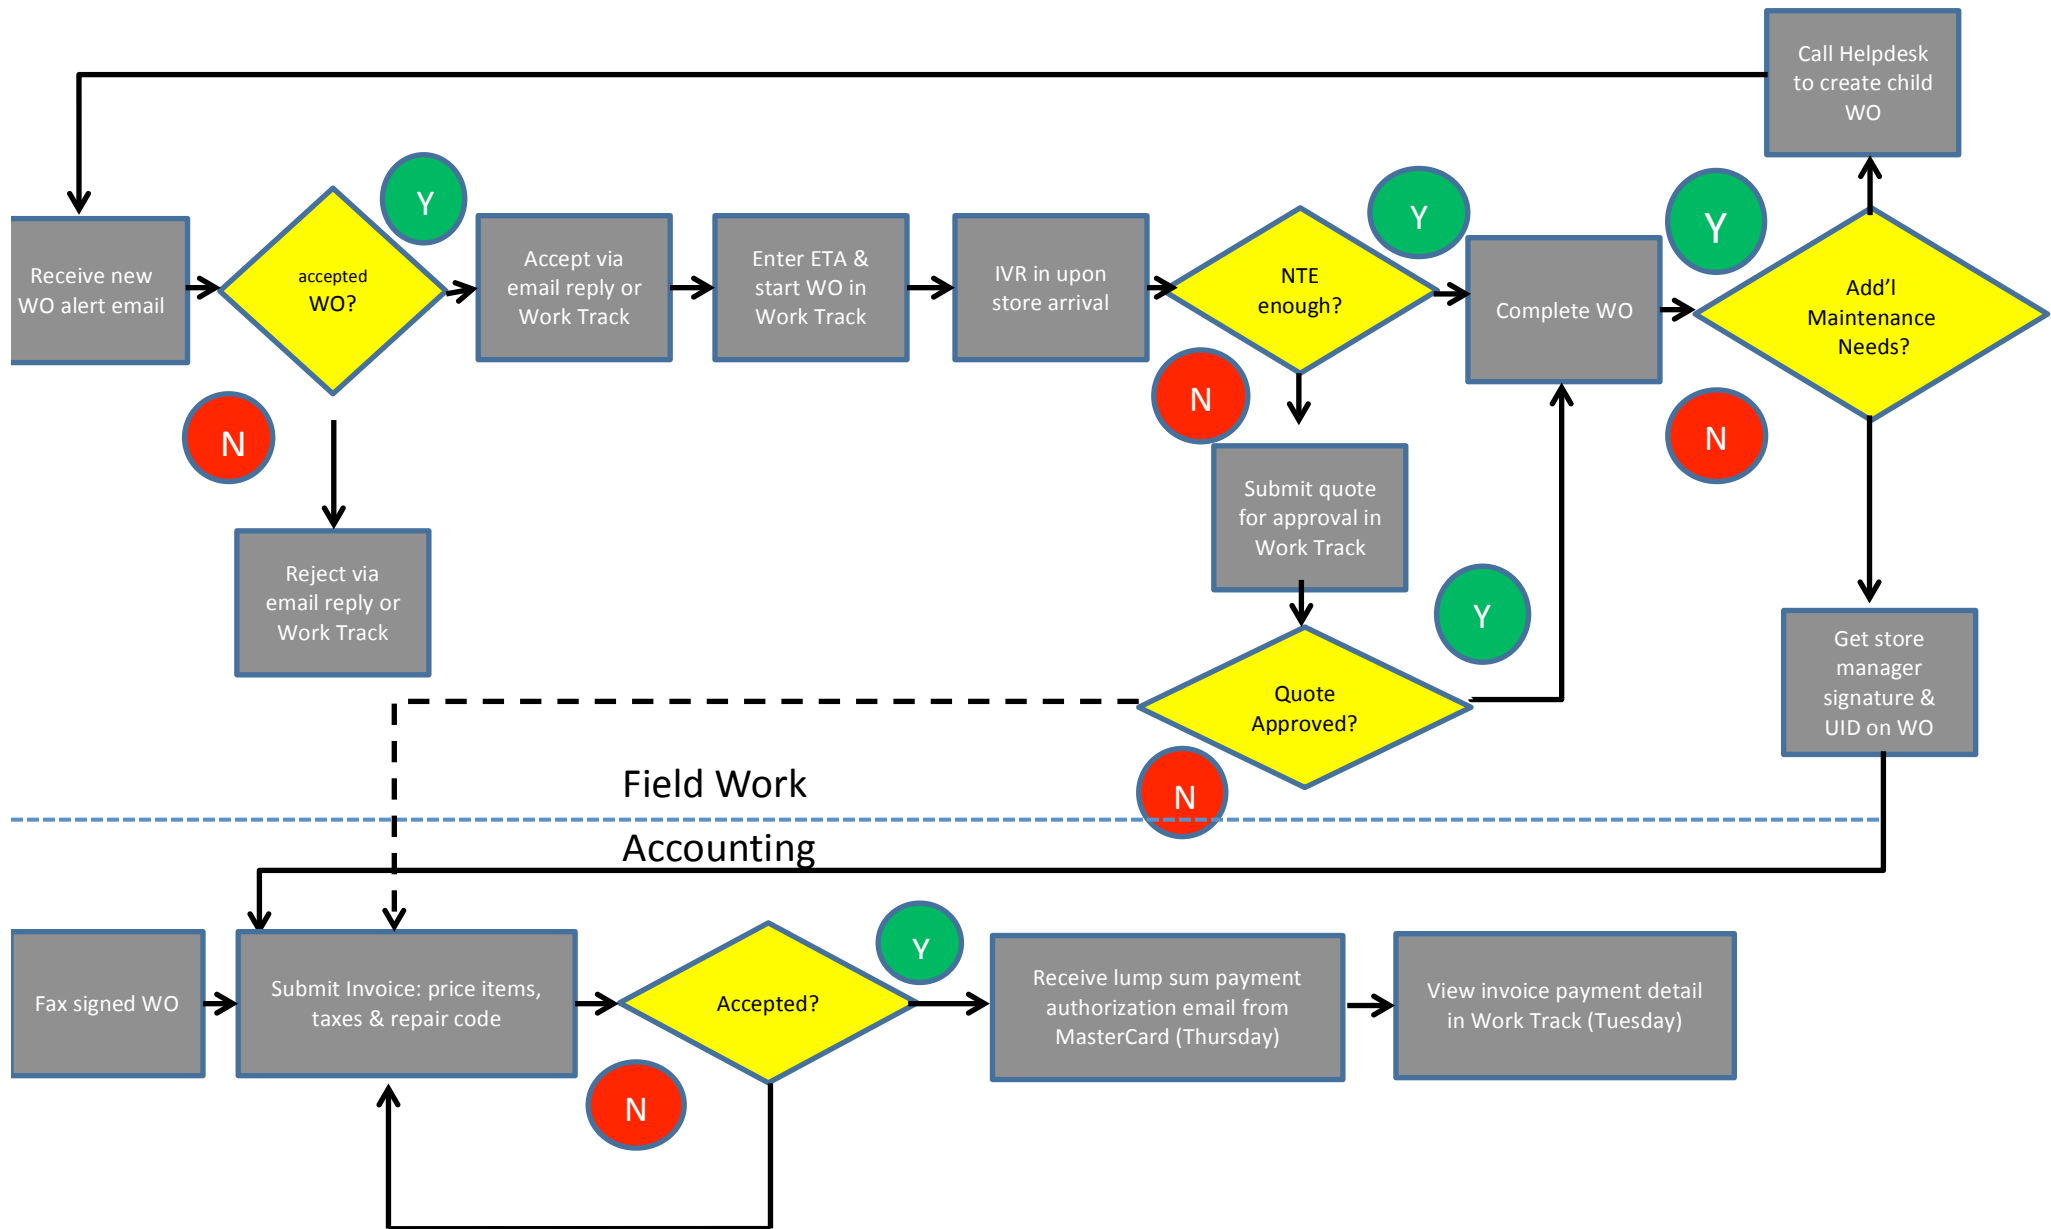 Call Helpdesk
to create child
WO
Y
Receive new
WO alert email
accepted
WO?
Accept via
email reply or
Work Track
Enter ETA &
start WO in
Work Track
IVR in upon
store arrival
NTE
enough?
Y
Complete WO
Y
Add'l
Maintenance
Needs?
N
N
N
Reject via
email reply or
Work Track
Submit quote
for approval in
Work Track
Y
Quote
Approved?
N
Get store
manager
signature &
UID on WO
Field Work
Accounting
Fax signed WO
Submit Invoice: price items,
taxes & repair code
Accepted?
Y
N
Receive lump sum payment
authorization email from
MasterCard (Thursday)
View invoice payment detail
in Work Track (Tuesday)